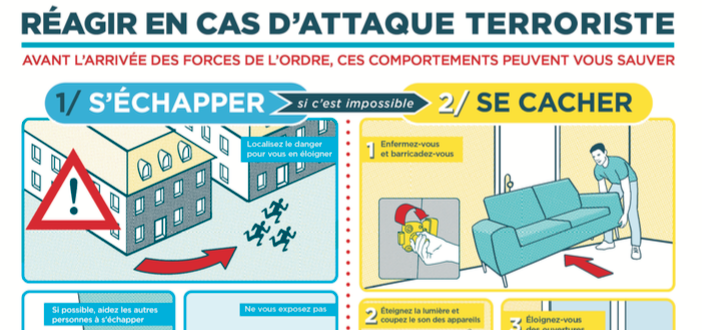 RÉAGIR EN CAS D'ATTAQUE TERRORISTE
AVANT L'ARRIVÉE DES FORCES DE L'ORDRE, CES COMPORTEMENTS PEUVENT VOUS SAUVER
1/ S'ÉCHAPPER
si c'est impossible
2/ SE CACHER
Localisez le danger
pour vous en éloigner
!
1
Enfermez-vous
et barricadez-vous
Si possible, aidez les autres
personnes à s'échapper
Ne vous exposez pas
2
Éteignez la lumière et
coupez le son des appareils
3
Éloignez-vous
des ouvertures